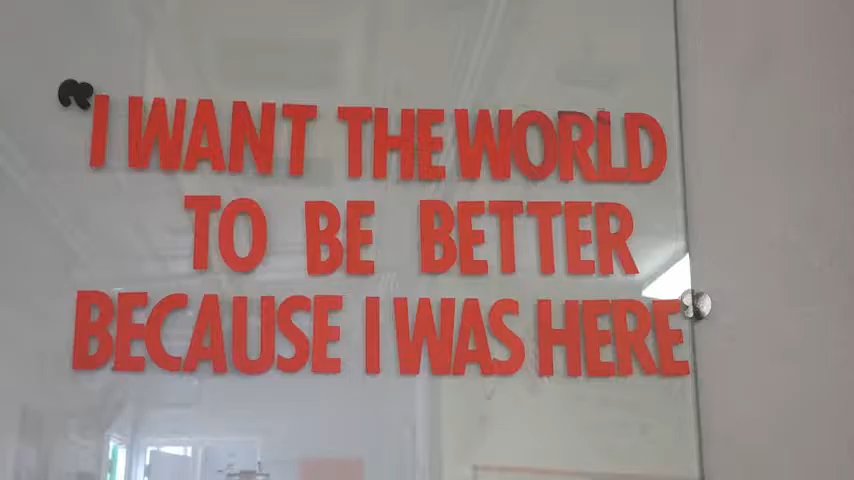 “I WANT THE WORLD
TO BE BETTER
BECAUSE I WAS HERE”